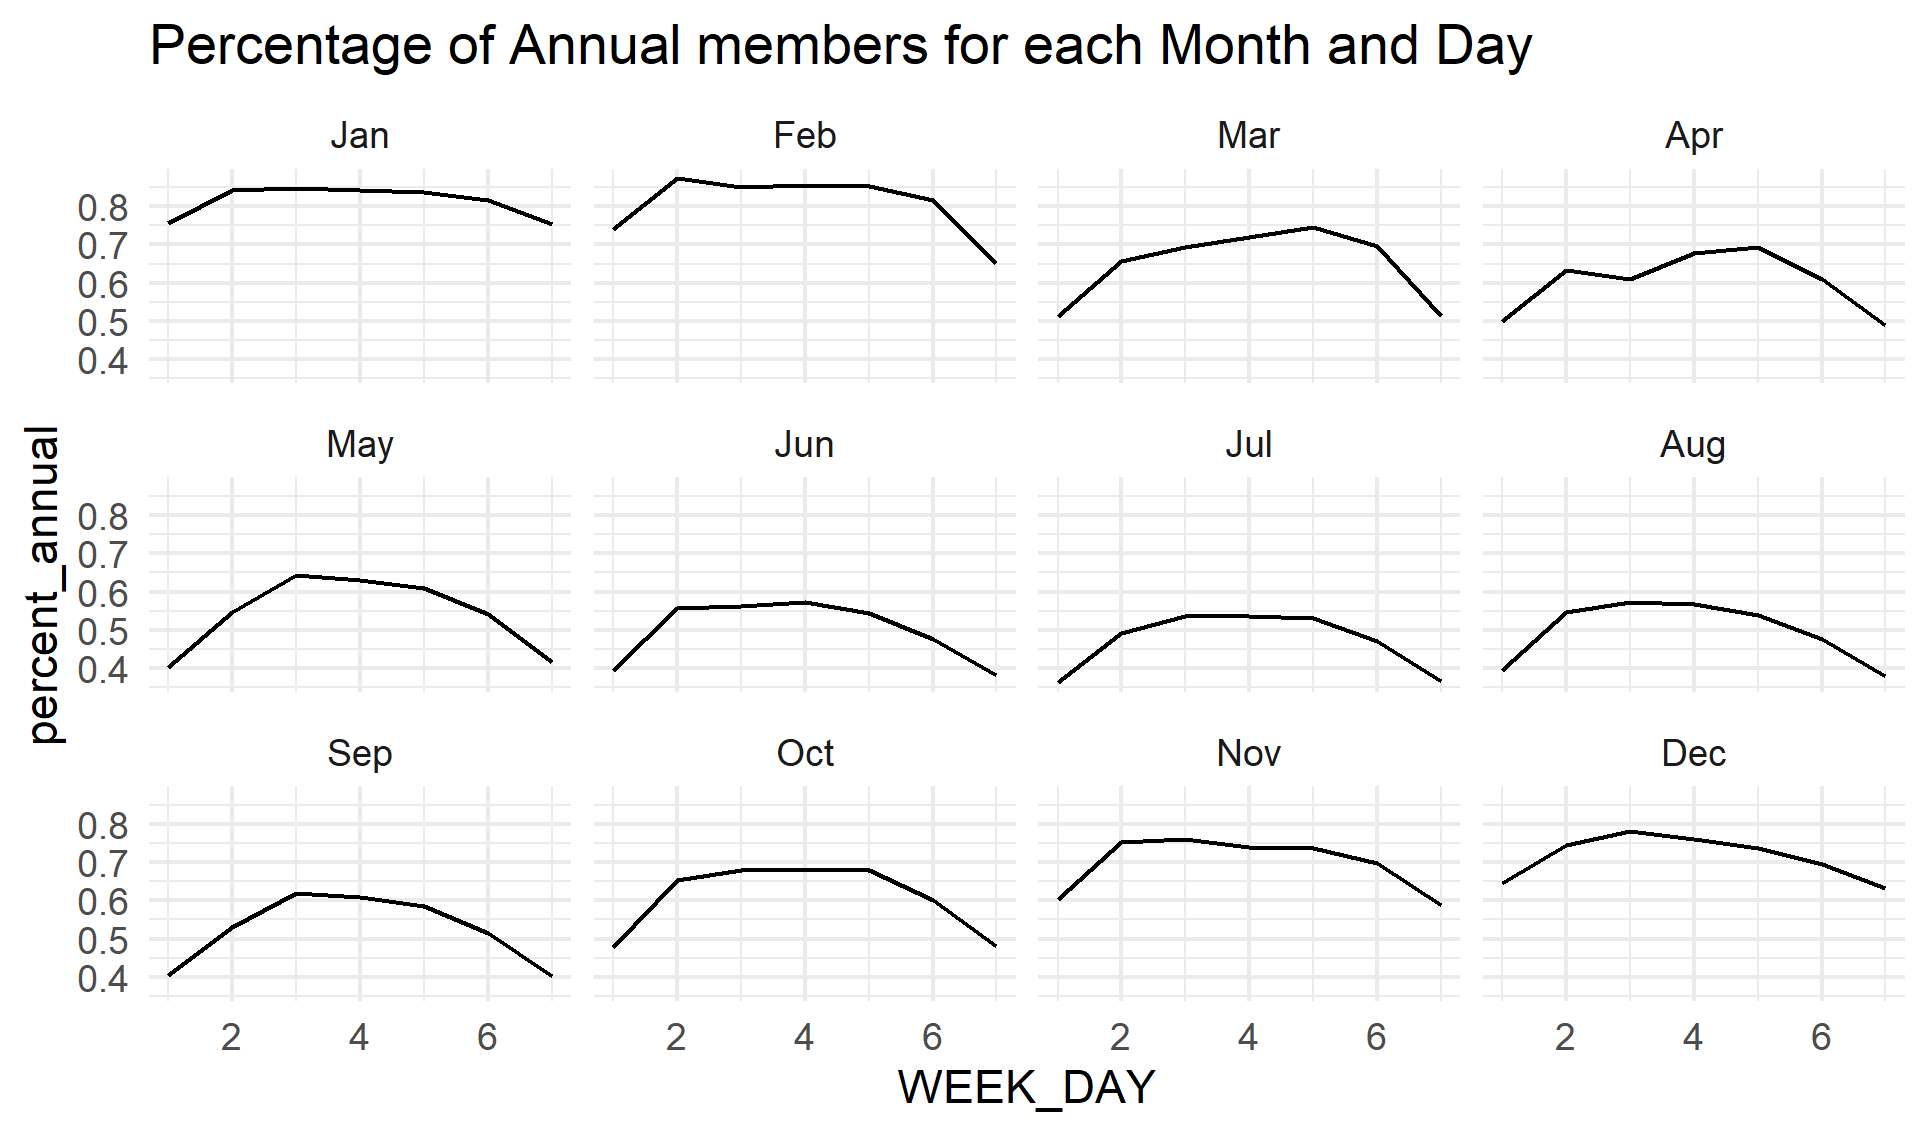 Percentage of Annual members for each Month and Day
Jan Feb Mar Apr
0.8
0.7
0.6
0.5
0.4
May Jun Jul Aug
0.8
0.7
0.6
0.5
0.4
percent_annual
Sep Oct Nov Dec
0.8
0.7
0.6
0.5
0.4
2 4 6 2 4 6 2 4 6 2 4 6
WEEK_DAY